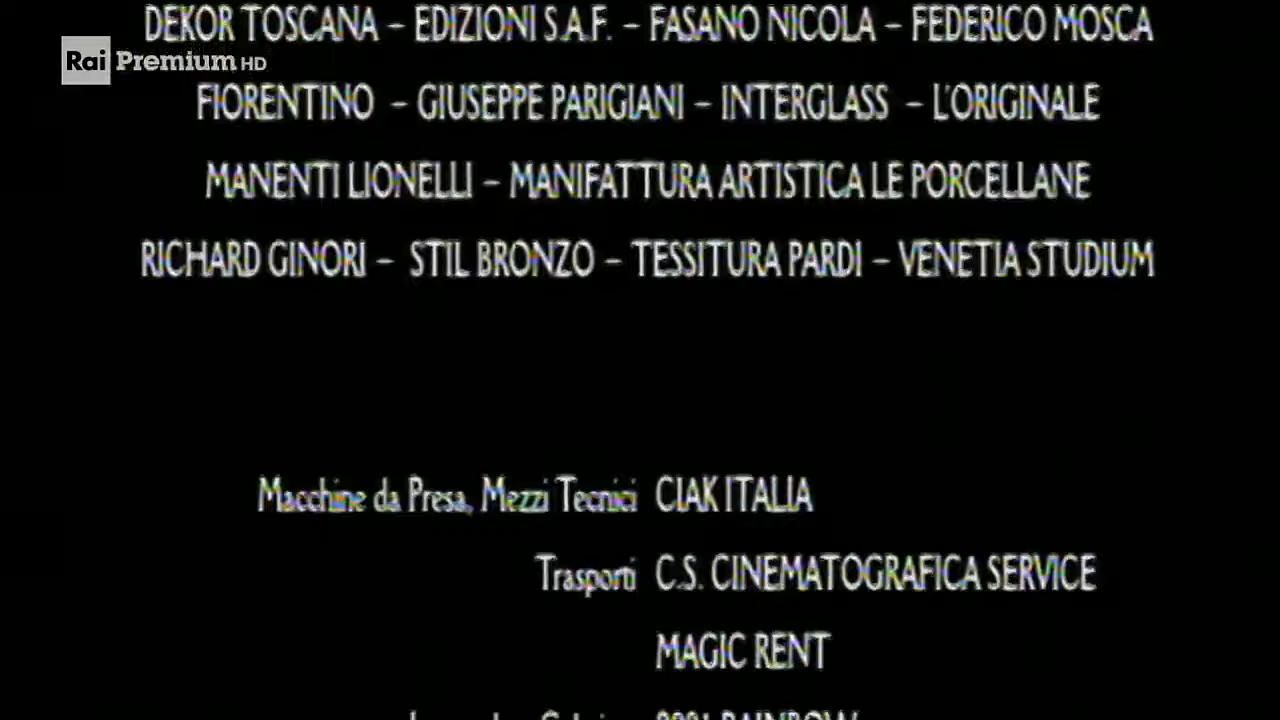 DEKOR TOSCANA – EDIZIONI S.A.F. – FASANO NICOLA – FEDERICO MOSCA
Rai Premium HD
FIORENTINO – GIUSEPPE PARIGIANI – INTERGLASS – L'ORIGINALE
MANENTI LIONELLI – MANIFATTURA ARTISTICA LE PORCELLANE
RICHARD GINORI – STIL BRONZO – TESSITURA PARDI – VENETIA STUDIUM
Macchine da Presa, Mezzi Tecnici CIAK ITALIA
Trasporti C.S. CINEMATOGRAFICA SERVICE
MAGIC RENT
RAINBOW